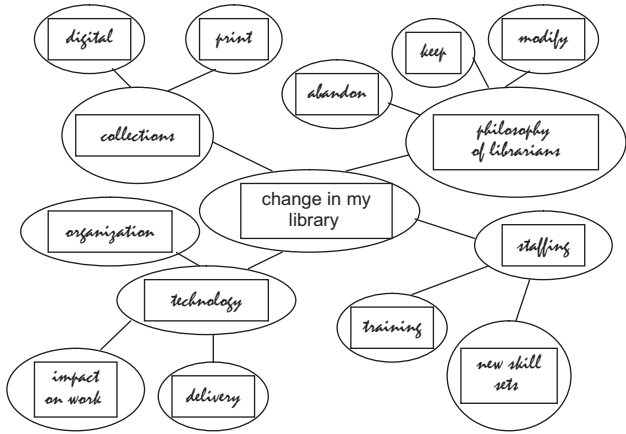 digital
print
keep
modify
abandon
collections
philosophy
of librarians
change in my
library
organization
staffing
technology
training
impact
on work
delivery
new skill
sets